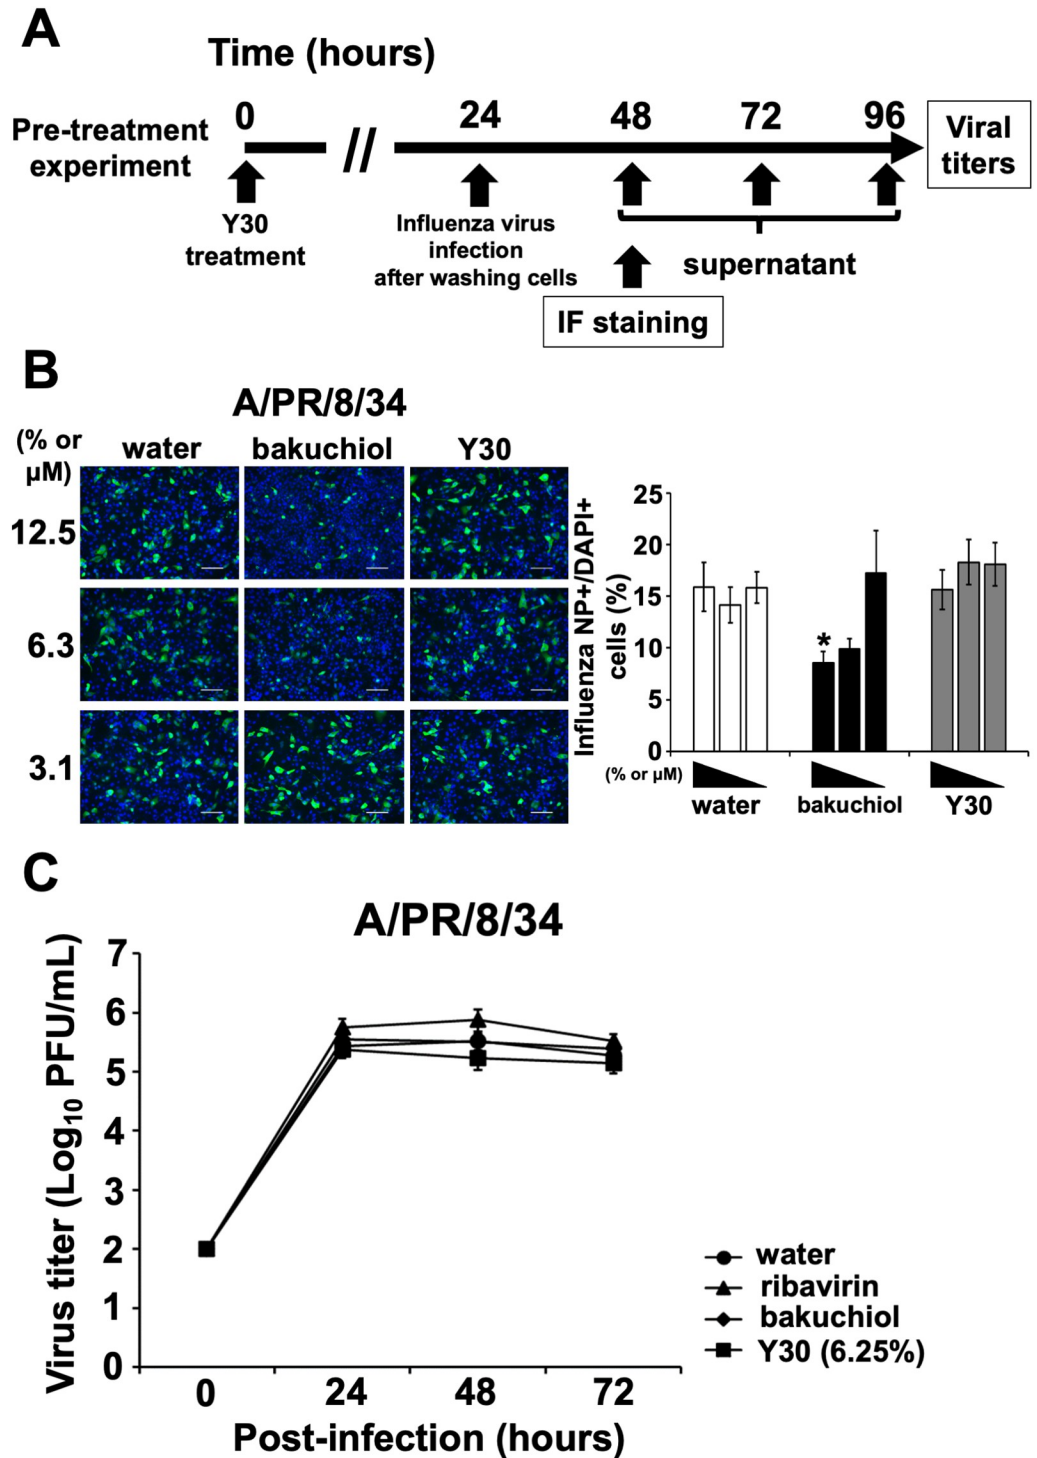 A
Time (hours)
0 24 48 72 96
Pre-treatment
experiment
Viral
titers
Y30
treatment
Influenza virus
infection
after washing cells
supernatant
IF staining
B
A/PR/8/34
(% or
µM)
water bakuchiol Y30
12.5
6.3
3.1
Influenza NP+/DAPI+
cells (%)
25
20
15
10
5
0
*
(% or µM)
water bakuchiol Y30
C
A/PR/8/34
Virus titer (Log10 PFU/mL)
7
6
5
4
3
2
1
0
0 24 48 72
Post-infection (hours)
water
ribavirin
bakuchiol
Y30 (6.25%)